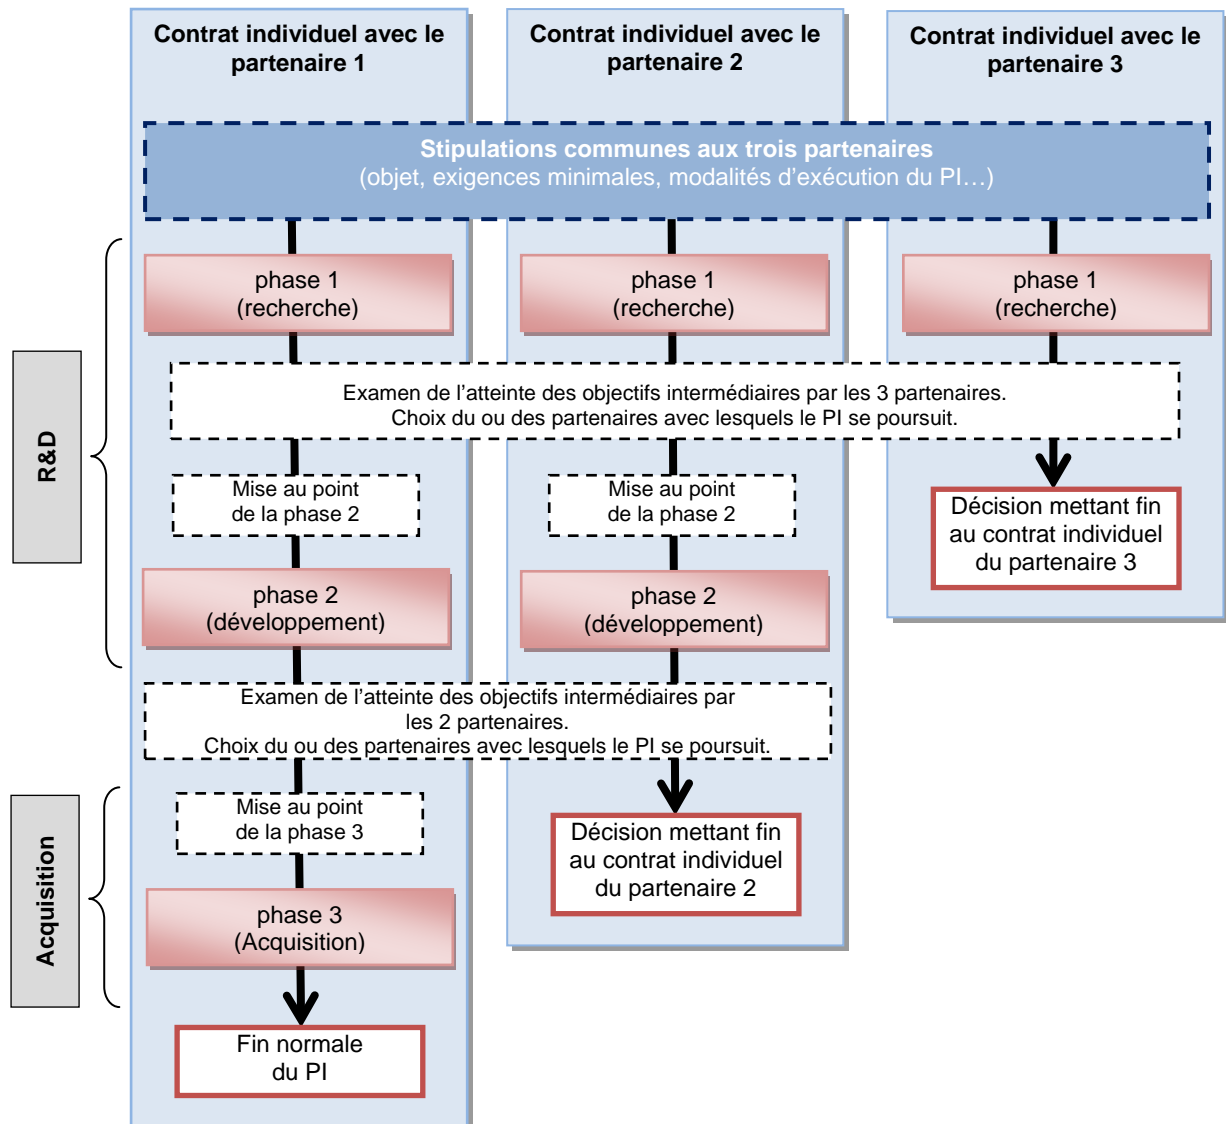 Contrat individuel avec le
partenaire 1
Contrat individuel avec le
partenaire 2
Contrat individuel avec le
partenaire 3
Stipulations communes aux trois partenaires
(objet, exigences minimales, modalités d’exécution du PI…)
R&D
phase 1
(recherche)
phase 1
(recherche)
phase 1
(recherche)
Examen de l’atteinte des objectifs intermédiaires par les 3 partenaires.
Choix du ou des partenaires avec lesquels le PI se poursuit.
Mise au point
de la phase 2
Mise au point
de la phase 2
Décision mettant fin
au contrat individuel
du partenaire 3
phase 2
(développement)
phase 2
(développement)
Examen de l’atteinte des objectifs intermédiaires par
les 2 partenaires.
Choix du ou des partenaires avec lesquels le PI se poursuit.
Acquisition
Mise au point
de la phase 3
Décision mettant fin
au contrat individuel
du partenaire 2
phase 3
(Acquisition)
Fin normale
du PI